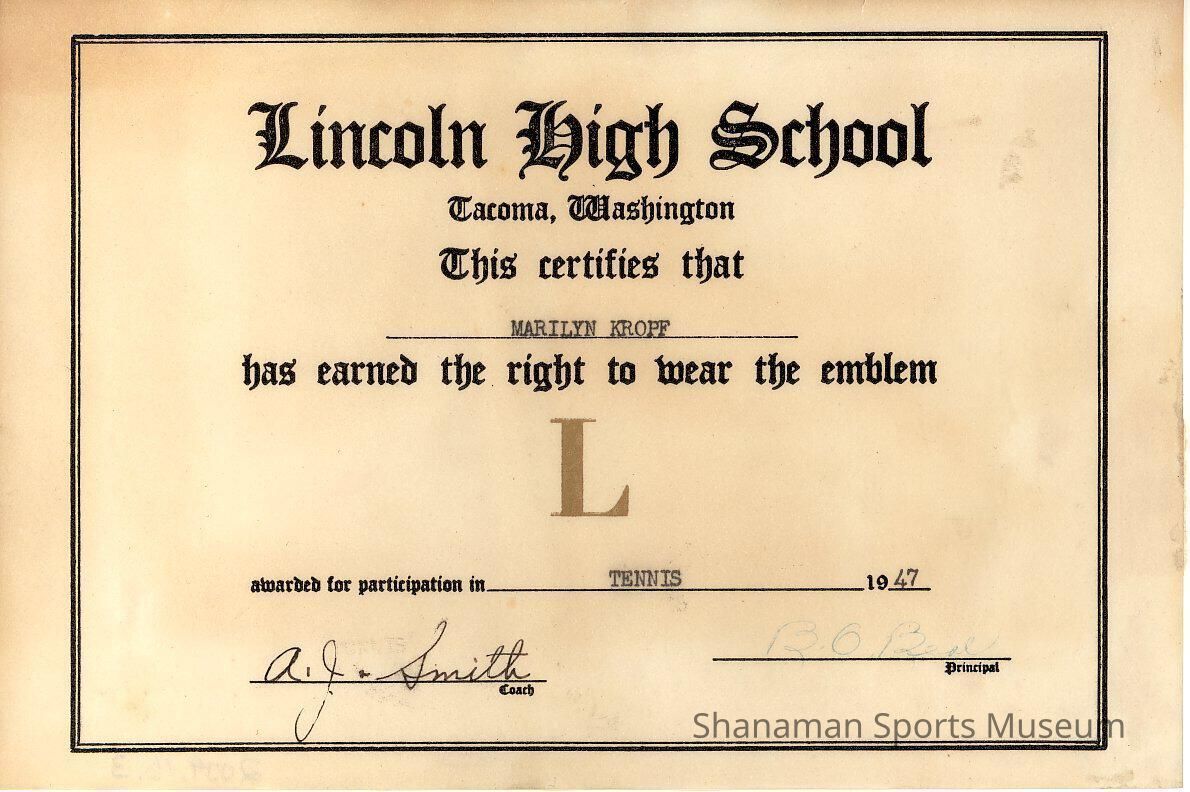 Lincoln High School
Tacoma, Washington
This certifies that
MARILYN KROPF
has earned the right to wear the emblem
L
awarded for participation in TENNIS 1947
A. J. Smith
Coach
B. O. Beal
Principal
Shanaman Sports Museum